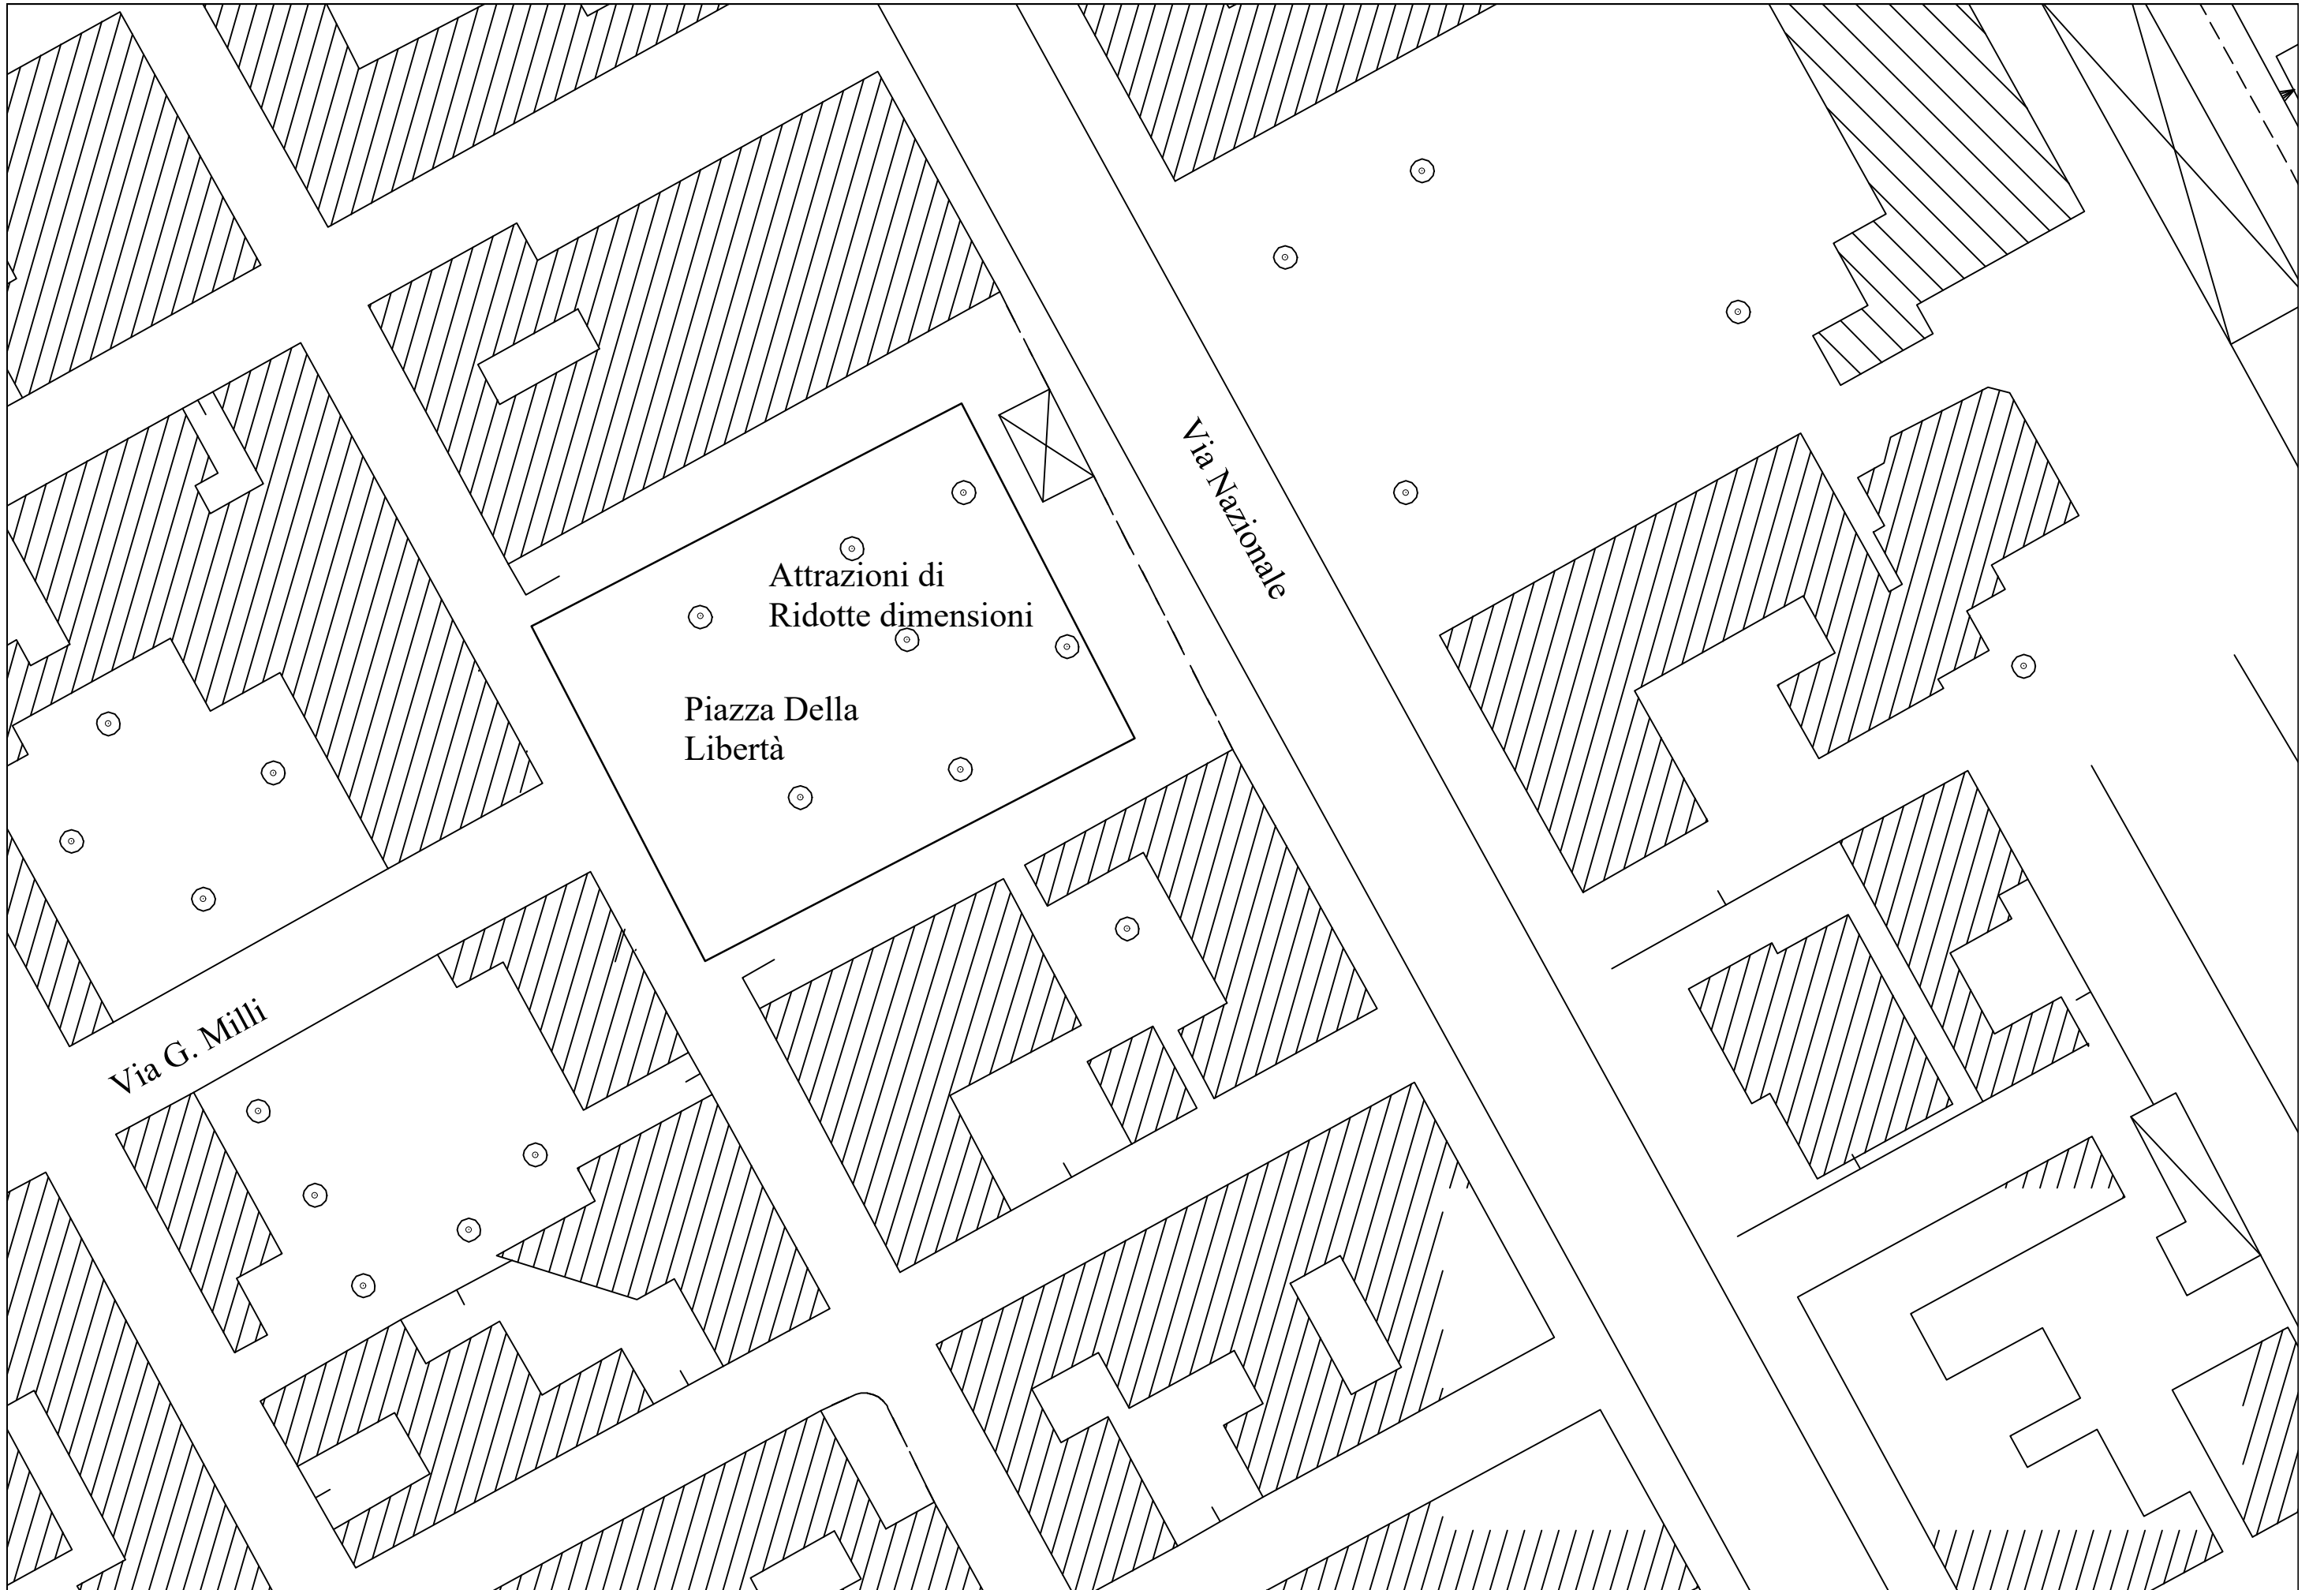 Via Nazionale
Attrazioni di
Ridotte dimensioni
Piazza Della
Libertà
Via G. Milli